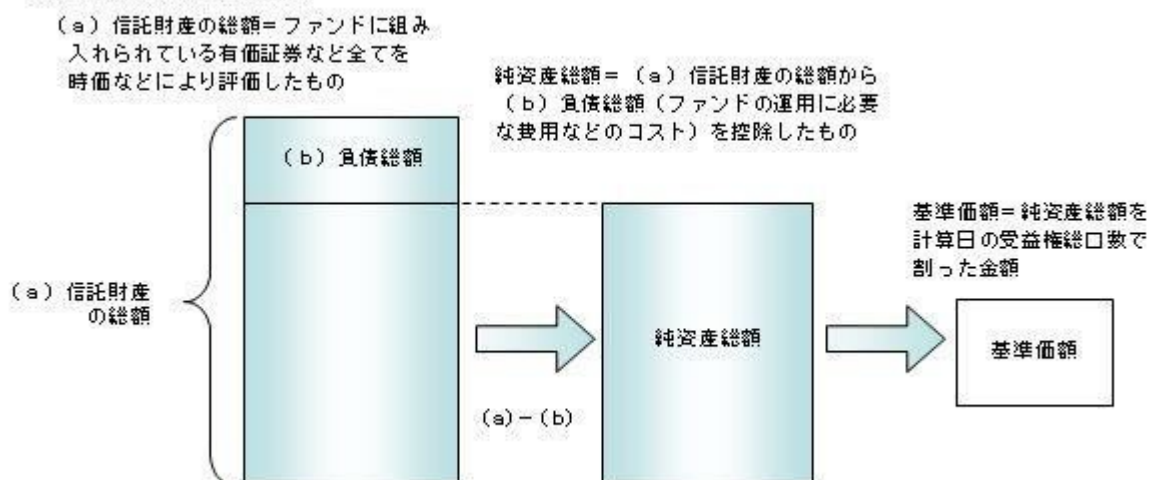 (a)信託財産の総額=ファンドに組み
入れられている有価証券など全てを
時価などにより評価したもの
純資産総額=(a)信託財産の総額から
(b)負債総額(ファンドの運用に必要
な費用などのコスト)を控除したもの
(b)負債総額
基準価額=純資産総額を
計算日の受益権総口数で
割った金額
(a)信託財産
の総額
純資産総額
基準価額
(a)-(b)